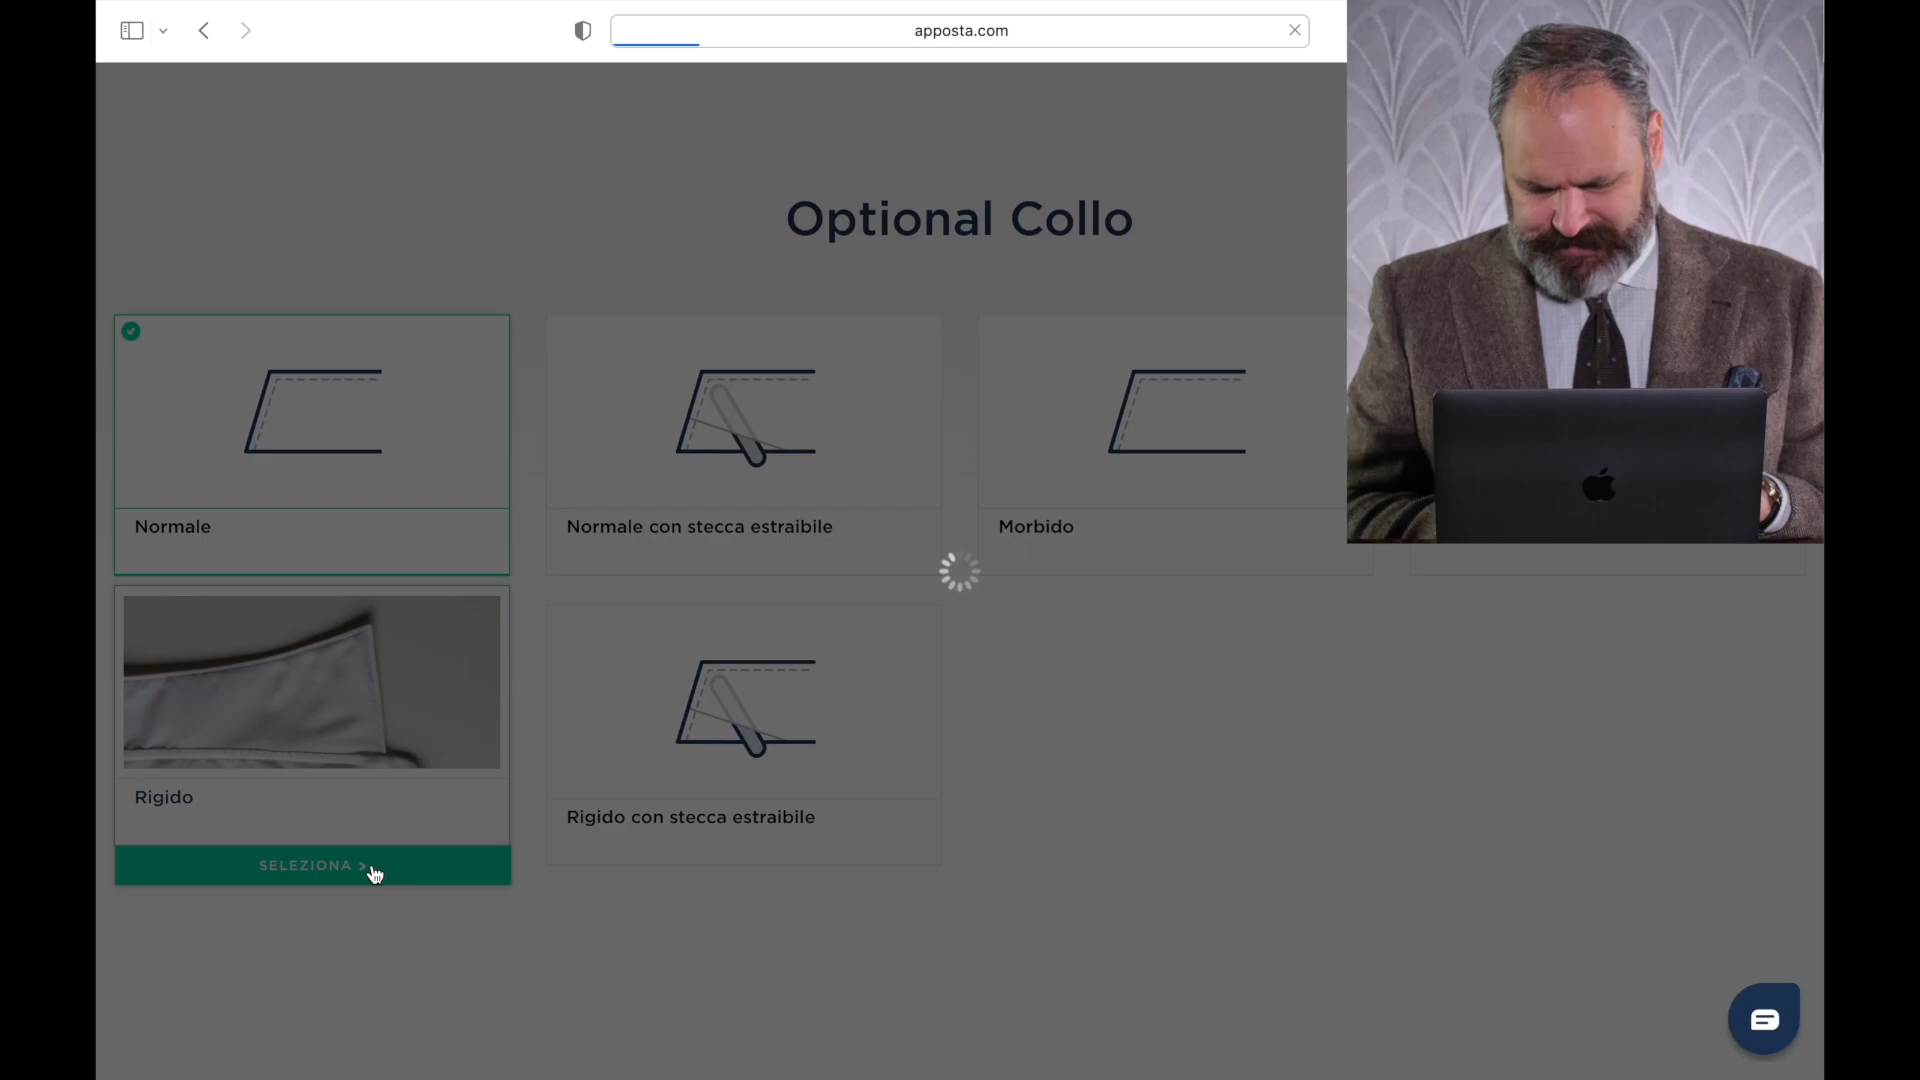 apposta.com
Optional Collo
Normale
Normale con stecca estraibile
Morbido
Rigido
Rigido con stecca estraibile
SELEZIONA >